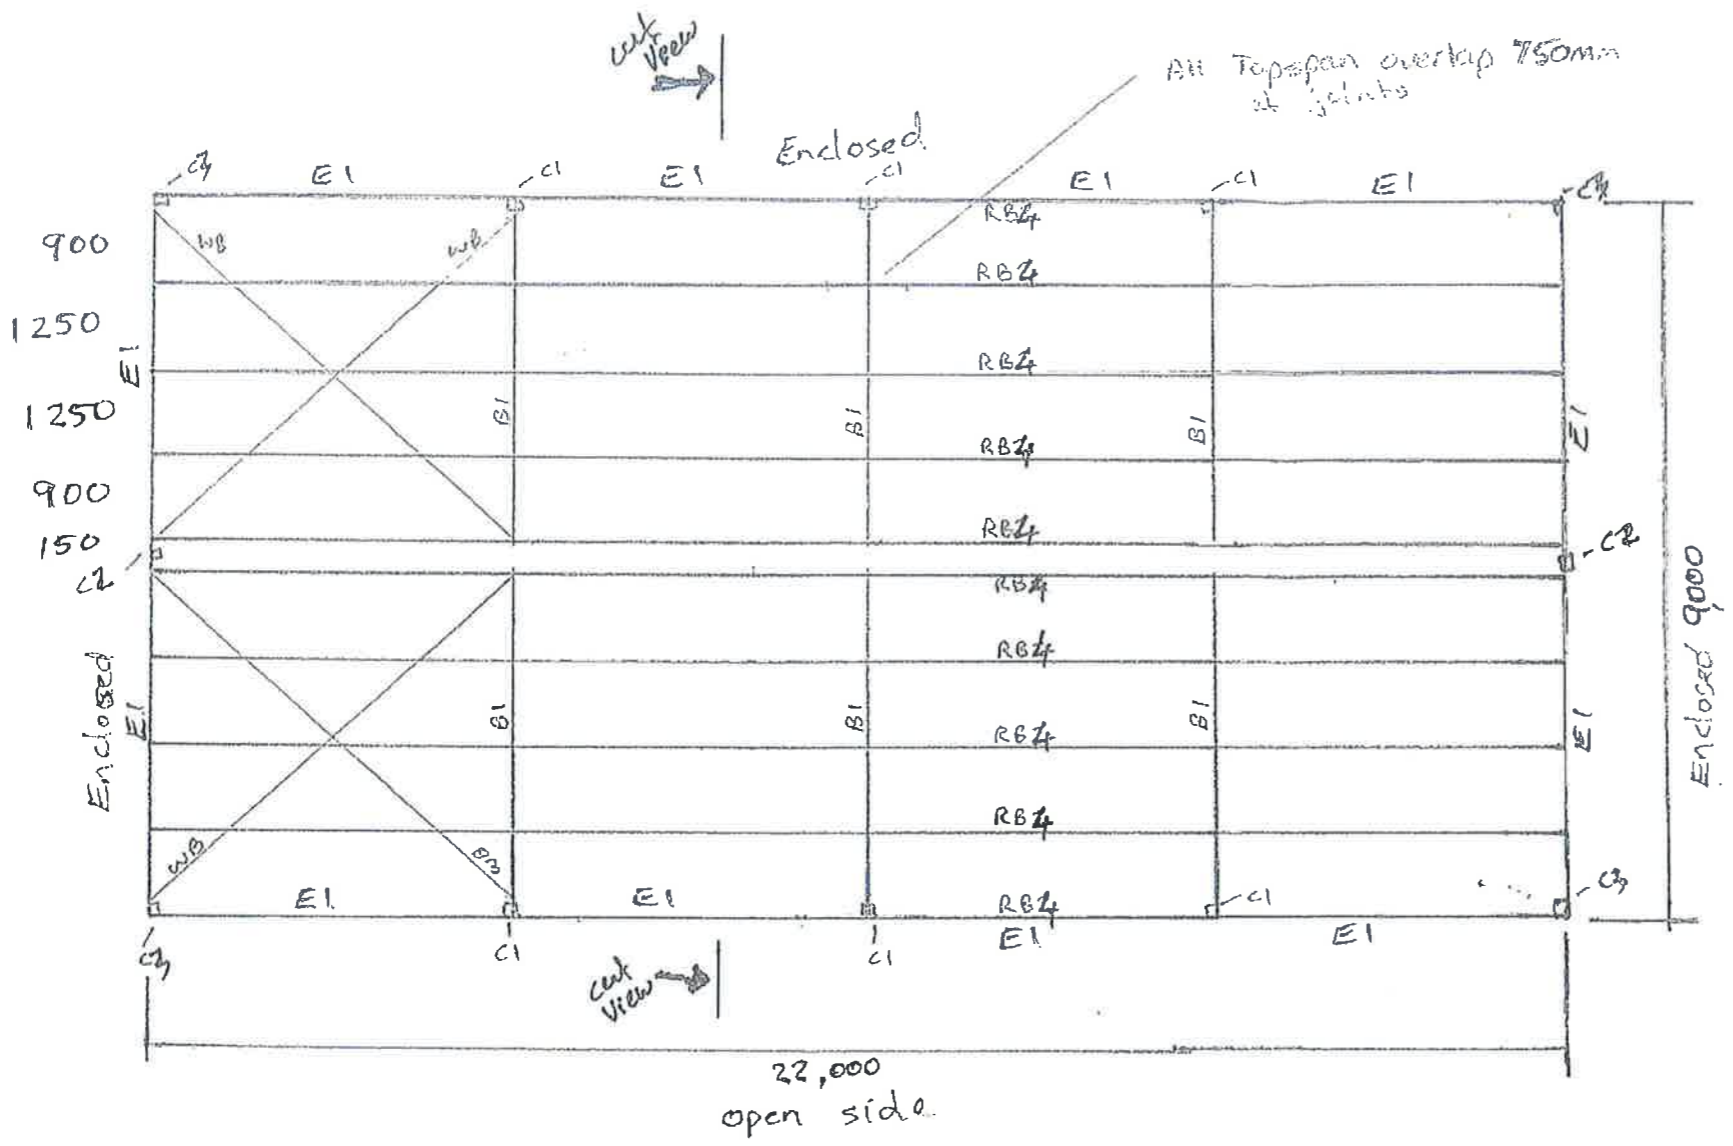 cut
view
All Topspan overlap 750mm
at joints
Enclosed
C3 E1 C1 E1 C1 E1 C1 E1 C3
RB4
900
WB WB
RB4
1250
E1
RB4
1250
B1 B1 B1 E1
RB4
900
RB4
150
C2 C2
RB4
Enclosed 9000
RB4
Enclosed
E1 B1 B1 B1 E1
RB4
RB4
WB BM
E1 E1 RB4 C1 C3
E1 E1
C3 C1 C1
cut
view
22,000
open side